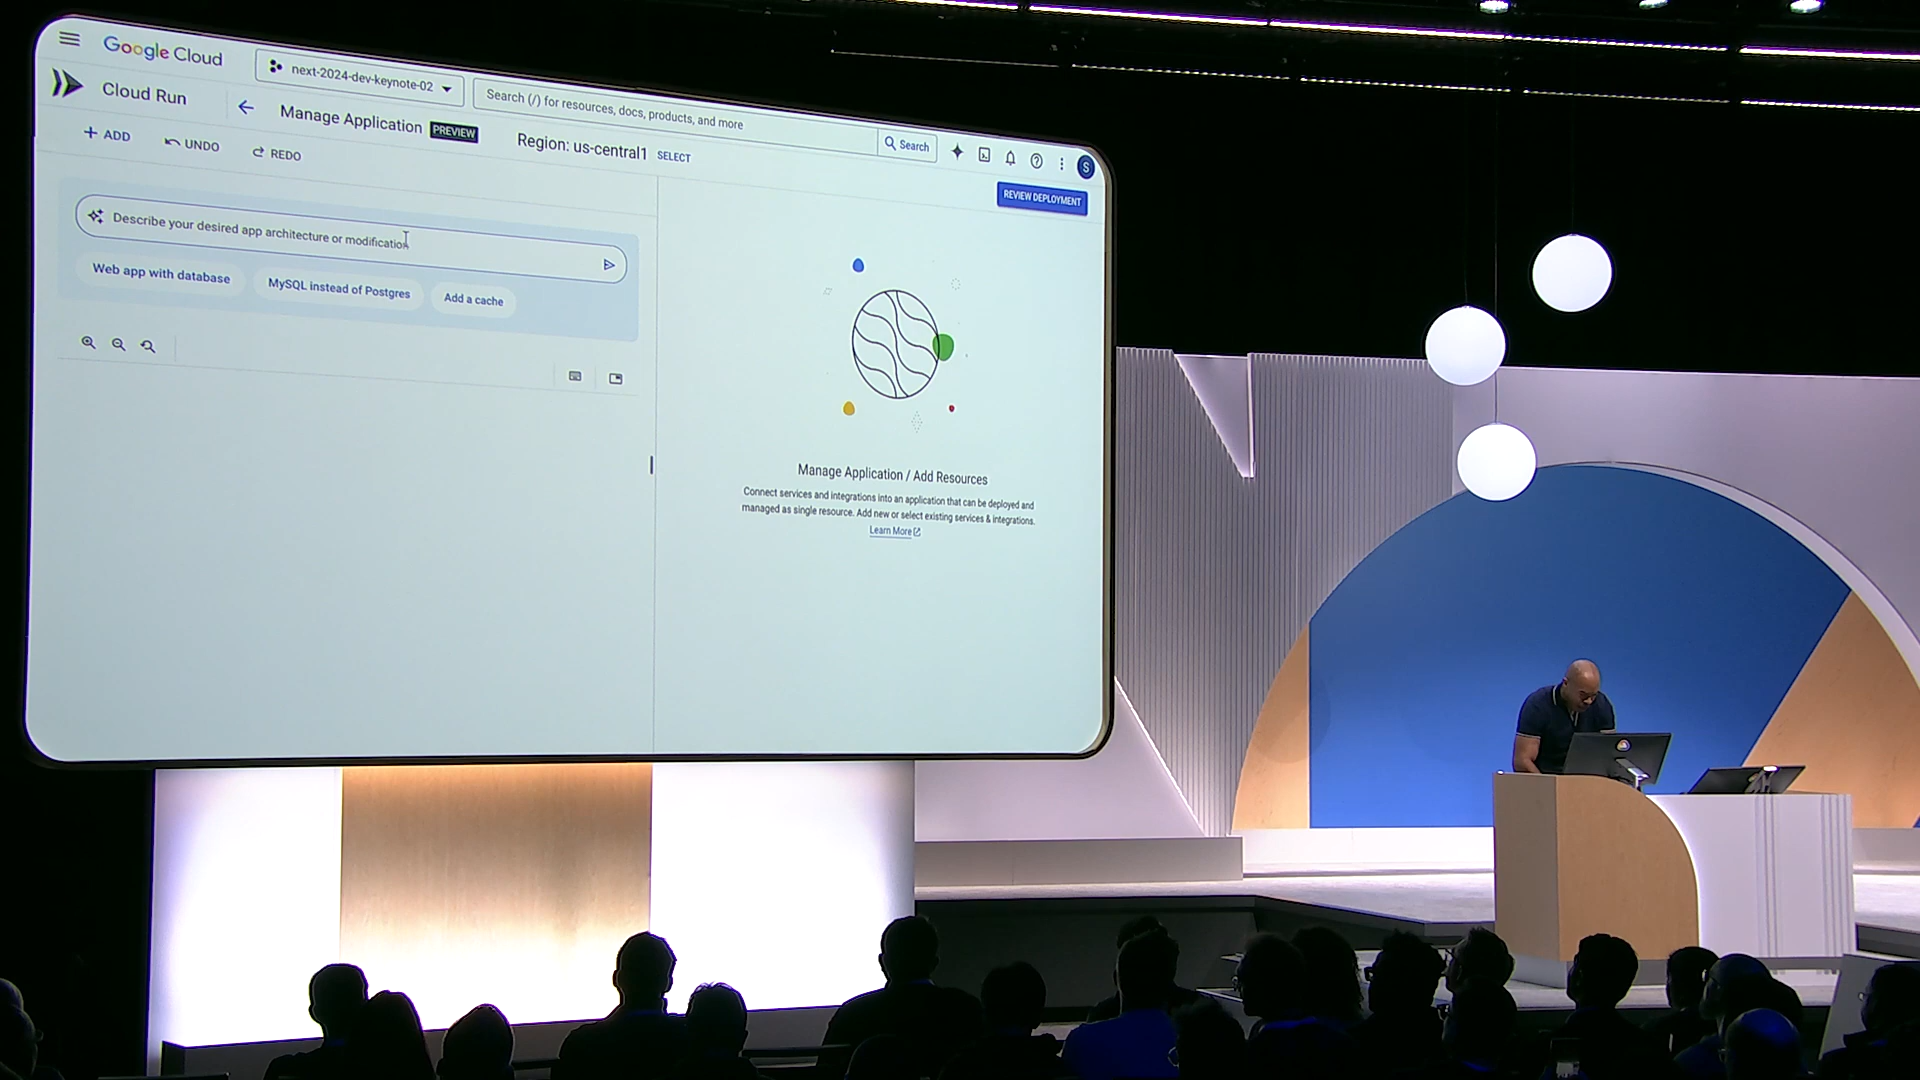 Google Cloud
next-2024-dev-keynote-02
Search (/) for resources, docs, products, and more
Search
S
Cloud Run
Manage Application
PREVIEW
Region: us-central1
SELECT
+ ADD
UNDO
REDO
REVIEW DEPLOYMENT
Describe your desired app architecture or modification
Web app with database
MySQL instead of Postgres
Add a cache
Manage Application / Add Resources
Connect services and integrations into an application that can be deployed and
managed as single resource. Add new or select existing services & integrations.
Learn More